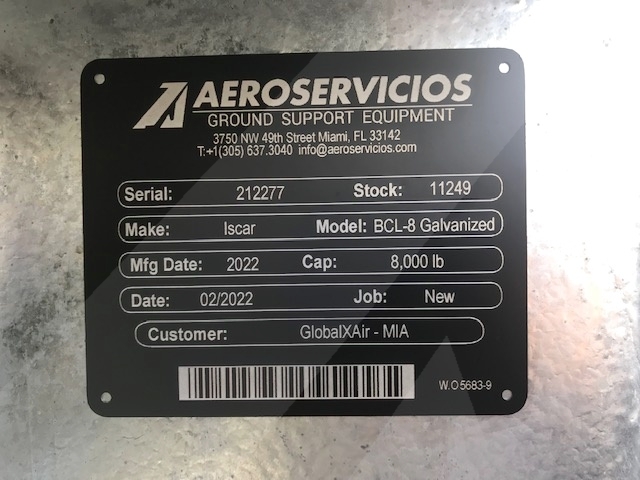 AEROSERVICIOS
GROUND SUPPORT EQUIPMENT
3750 NW 49th Street Miami, FL 33142
T:+1(305) 637.3040 info@aeroservicios.com
Serial: 212277 Stock: 11249
Make: Iscar Model: BCL-8 Galvanized
Mfg Date: 2022 Cap: 8,000 lb
Date: 02/2022 Job: New
Customer: GlobalXAir - MIA
W.O 5683-9